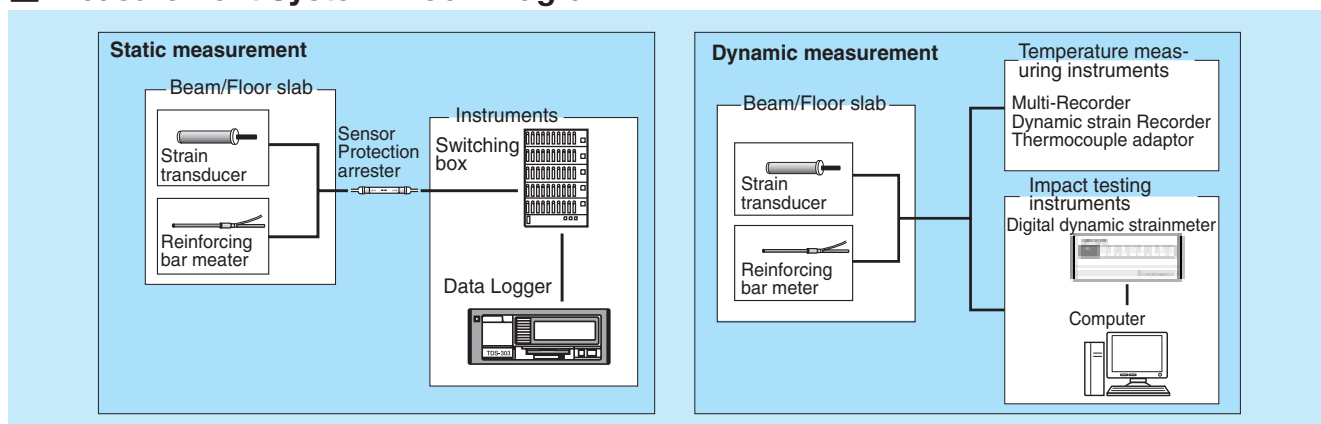 Static measurement
Beam/Floor slab
Strain
transducer
Reinforcing
bar meater
Sensor
Protection
arrester
Instruments
Switching
box
Data Logger
TDS-303
Dynamic measurement
Beam/Floor slab
Strain
transducer
Reinforcing
bar meter
Temperature meas-
uring instruments
Multi-Recorder
Dynamic strain Recorder
Thermocouple adaptor
Impact testing
instruments
Digital dynamic strainmeter
Computer